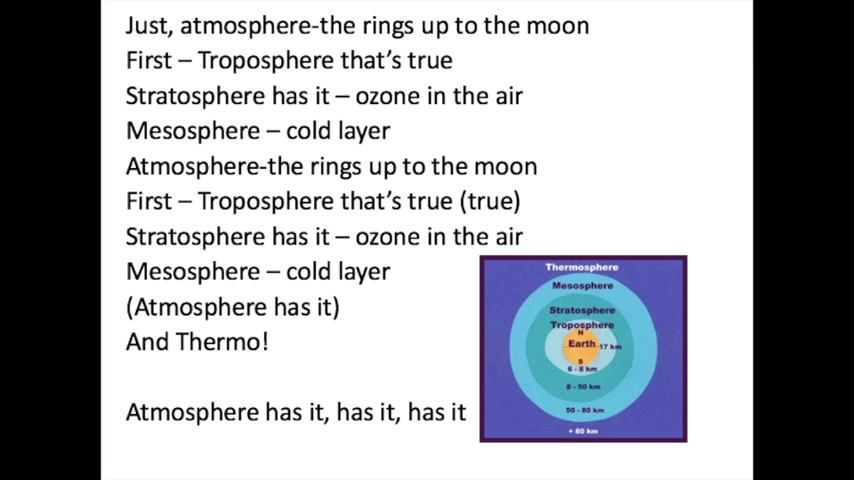 Just, atmosphere-the rings up to the moon
First – Troposphere that's true
Stratosphere has it – ozone in the air
Mesosphere – cold layer
Atmosphere-the rings up to the moon
First – Troposphere that's true (true)
Stratosphere has it – ozone in the air
Mesosphere – cold layer
(Atmosphere has it)
And Thermo!
Atmosphere has it, has it, has it
Thermosphere
Mesosphere
Stratosphere
Troposphere
N
Earth 17 km
S
6 - 8 km
8 - 50 km
50 - 80 km
+ 80 km